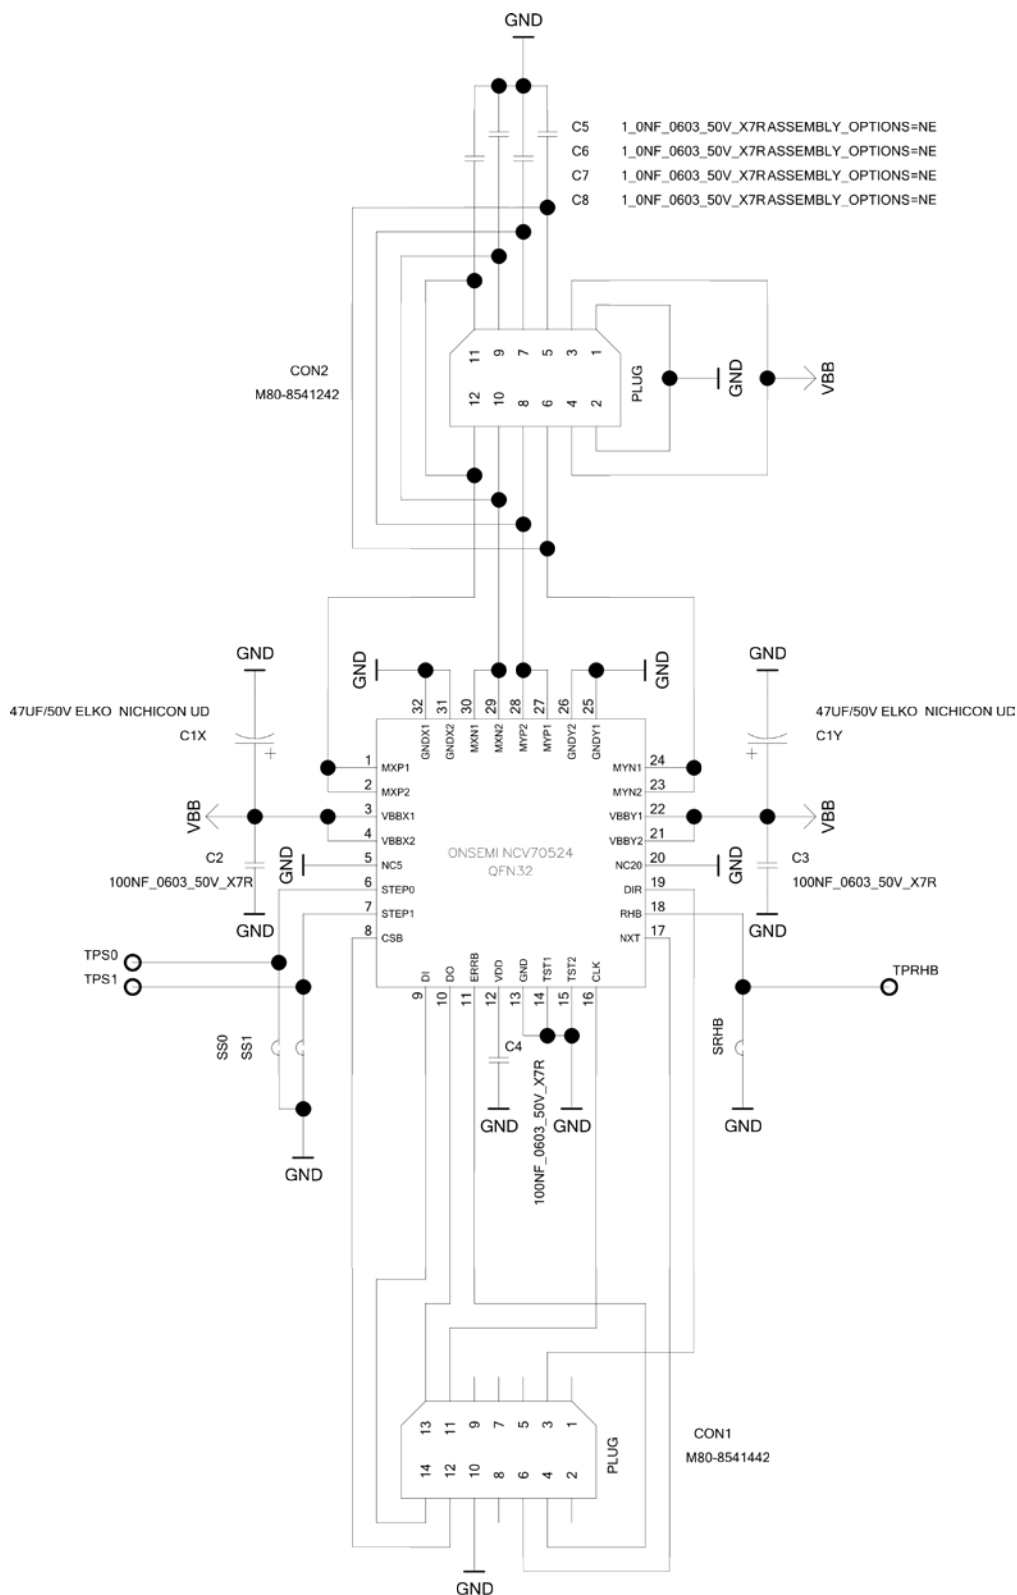 GND
C5 1_0NF_0603_50V_X7RASSEMBLY_OPTIONS=NE
C6 1_0NF_0603_50V_X7RASSEMBLY_OPTIONS=NE
C7 1_0NF_0603_50V_X7RASSEMBLY_OPTIONS=NE
C8 1_0NF_0603_50V_X7RASSEMBLY_OPTIONS=NE
11 9 7 5 3 1
CON2
M80-8541242
12 10 8 6 4 2
PLUG
GND
VBB
GND
GND
GND
GND
47UF/50V ELKO NICHICON UD
C1X
+
47UF/50V ELKO NICHICON UD
C1Y
+
32 31 30 29 28 27 26 25
GNDX1 GNDX2 MXN1 MXN2 MYP2 MYP1 GNDY2 GNDY1
1 MXP1 MYN1 24
2 MXP2 MYN2 23
VBB 3 VBBX1 VBBY1 22 VBB
4 VBBX2 VBBY2 21
ONSEMI NCV70524
QFN32
C2
100NF_0603_50V_X7R
GND
GND
5 NC5 NC20 20
GND
C3
100NF_0603_50V_X7R
GND
6 STEP0 DIR 19
7 STEP1 RHB 18
8 CSB NXT 17
TPS0
TPS1
TPRHB
DI DO ERRB VDD GND TST1 TST2 CLK
9 10 11 12 13 14 15 16
SS0
SS1
C4
100NF_0603_50V_X7R
SRHB
GND
GND
GND
GND
13 11 9 7 5 3 1
14 12 10 8 6 4 2
PLUG
CON1
M80-8541442
GND